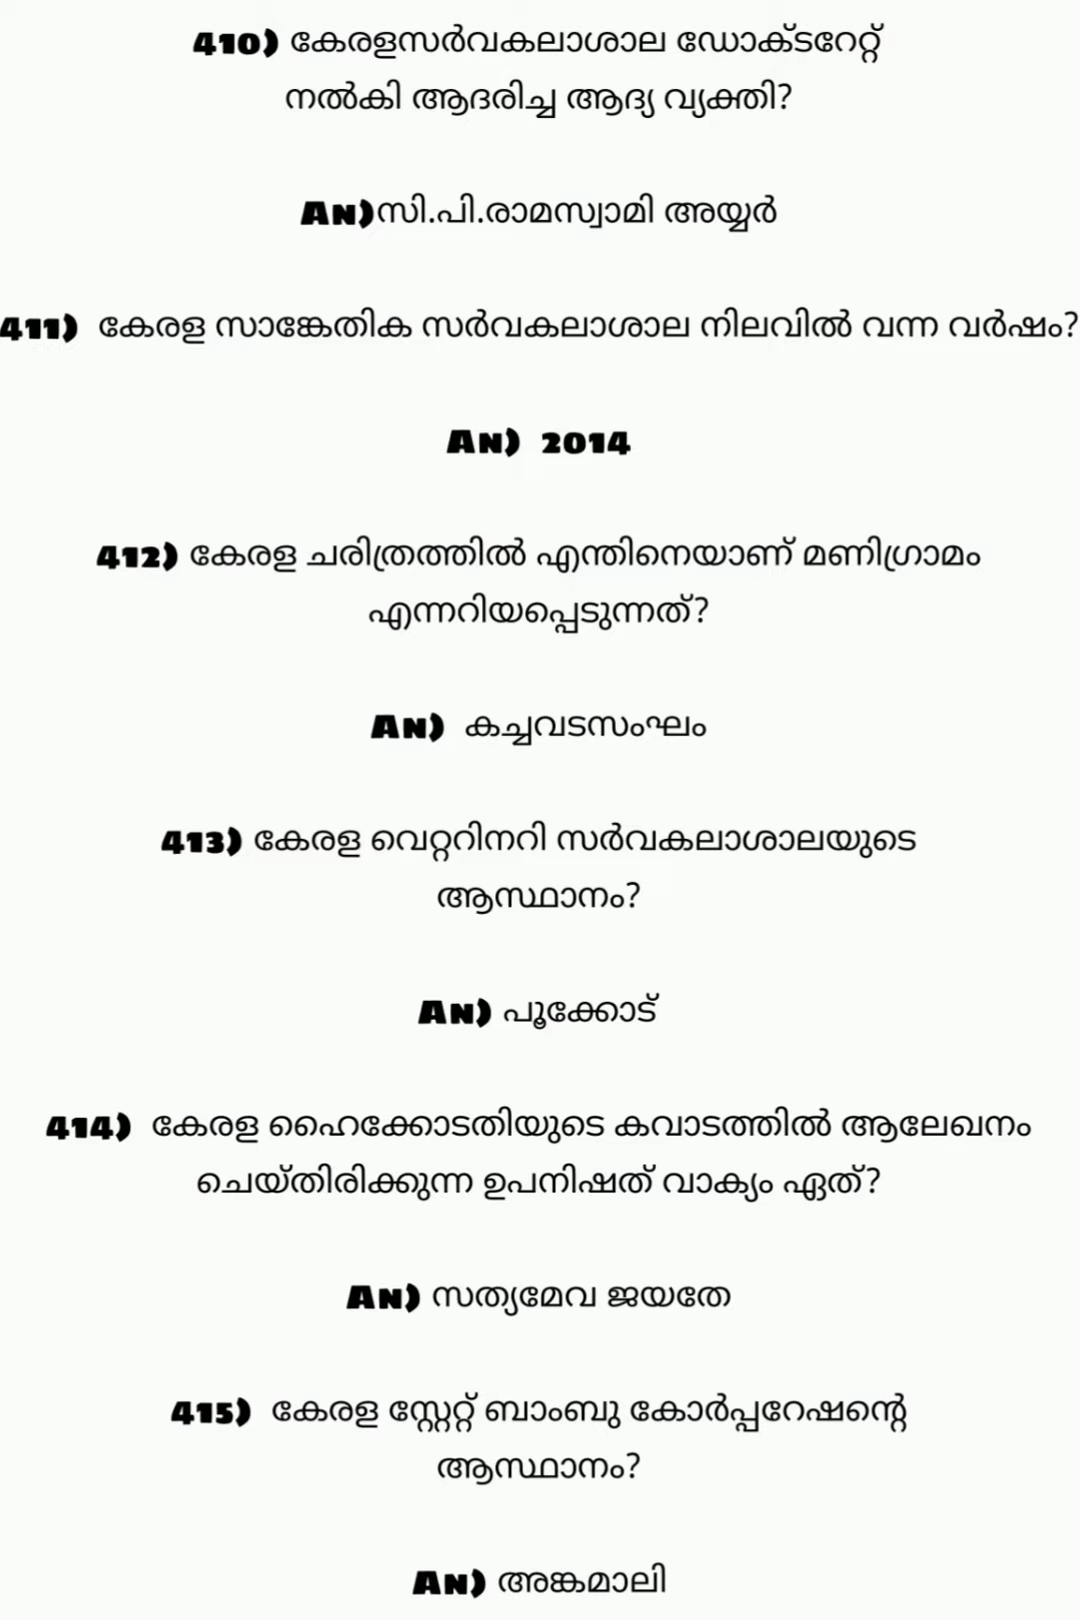 410) കേരളസർവകലാശാല ഡോക്ടറേറ്റ്
നൽകി ആദരിച്ച ആദ്യ വ്യക്തി?
An)സി.പി.രാമസ്വാമി അയ്യർ
411) കേരള സാങ്കേതിക സർവകലാശാല നിലവിൽ വന്ന വർഷം?
An) 2014
412) കേരള ചരിത്രത്തിൽ എന്തിനെയാണ് മണിഗ്രാമം
എന്നറിയപ്പെടുന്നത്?
An) കച്ചവടസംഘം
413) കേരള വെറ്ററിനറി സർവകലാശാലയുടെ
ആസ്ഥാനം?
An) പൂക്കോട്
414) കേരള ഹൈക്കോടതിയുടെ കവാടത്തിൽ ആലേഖനം
ചെയ്തിരിക്കുന്ന ഉപനിഷത് വാക്യം ഏത്?
An) സത്യമേവ ജയതേ
415) കേരള സ്റ്റേറ്റ് ബാംബു കോർപ്പറേഷന്റെ
ആസ്ഥാനം?
An) അങ്കമാലി